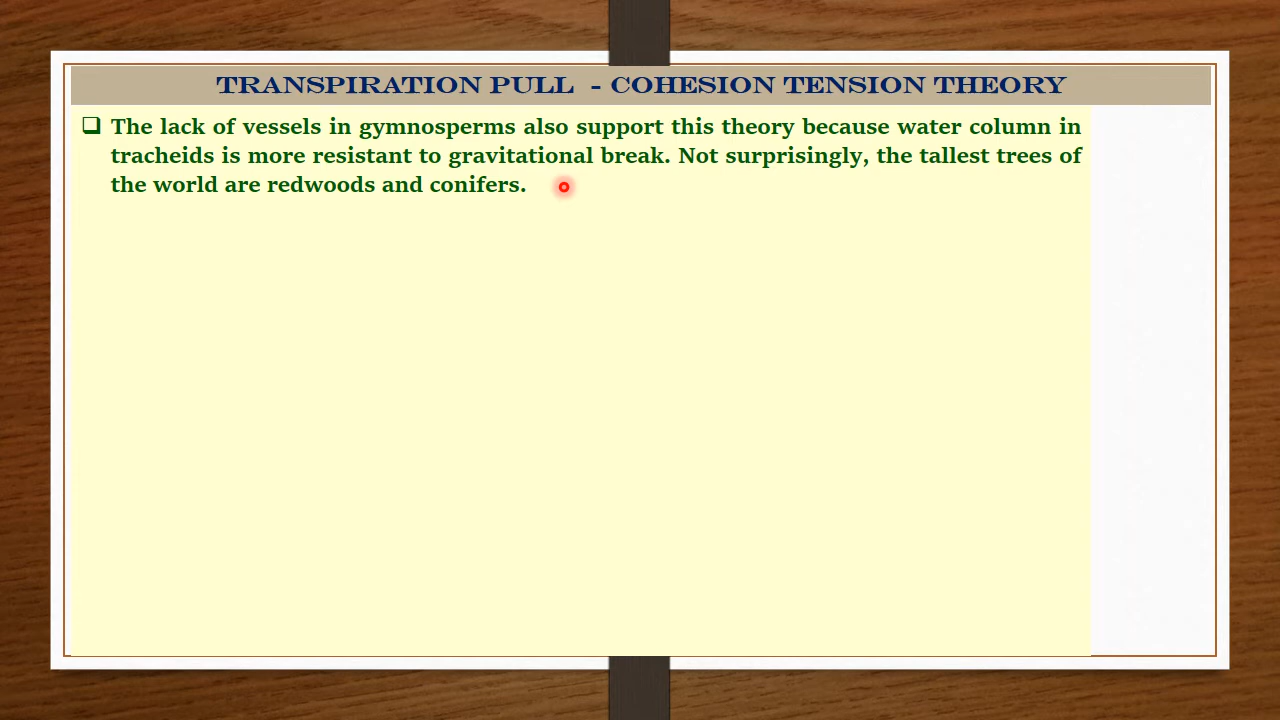 TRANSPIRATION PULL - COHESION TENSION THEORY
❑ The lack of vessels in gymnosperms also support this theory because water column in
tracheids is more resistant to gravitational break. Not surprisingly, the tallest trees of
the world are redwoods and conifers.